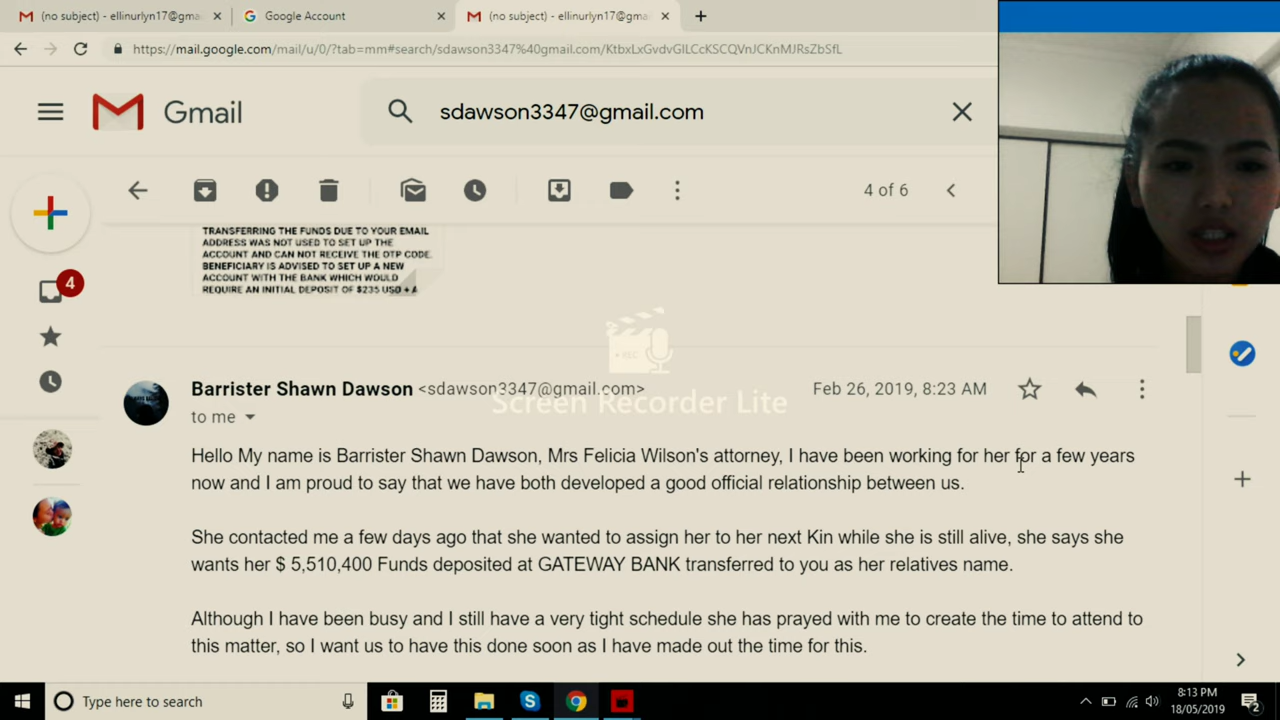 (no subject) - ellinurlyn17@gma
Google Account
(no subject) - ellinurlyn17@gma
https://mail.google.com/mail/u/0/?tab=mm#search/sdawson3347%40gmail.com/KtbxLxGvdvGlLCcKSCQVnJCKnMJRsZbSfL
Gmail
sdawson3347@gmail.com
4 of 6
TRANSFERRING THE FUNDS DUE TO YOUR EMAIL
ADDRESS WAS NOT USED TO SET UP THE
ACCOUNT AND CAN NOT RECEIVE THE OTP CODE.
BENEFICIARY IS ADVISED TO SET UP A NEW
ACCOUNT WITH THE BANK WHICH WOULD
REQUIRE AN INITIAL DEPOSIT OF $235 USD + A
4
REC
Barrister Shawn Dawson <sdawson3347@gmail.com> Feb 26, 2019, 8:23 AM
Screen Recorder Lite
to me
Hello My name is Barrister Shawn Dawson, Mrs Felicia Wilson's attorney, I have been working for her for a few years
now and I am proud to say that we have both developed a good official relationship between us.
She contacted me a few days ago that she wanted to assign her to her next Kin while she is still alive, she says she
wants her $ 5,510,400 Funds deposited at GATEWAY BANK transferred to you as her relatives name.
Although I have been busy and I still have a very tight schedule she has prayed with me to create the time to attend to
this matter, so I want us to have this done soon as I have made out the time for this.
Type here to search
8:13 PM
18/05/2019
2